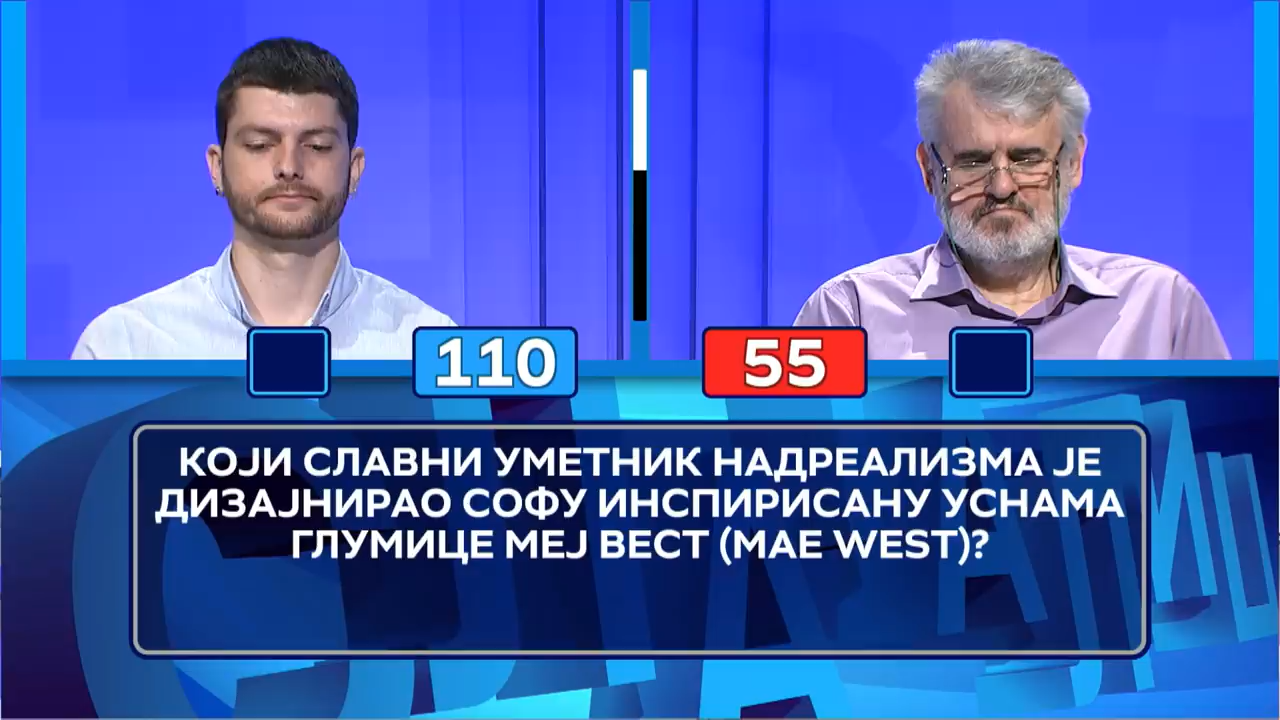 110
55
КОЈИ СЛАВНИ УМЕТНИК НАДРЕАЛИЗМА ЈЕ
ДИЗАЈНИРАО СОФУ ИНСПИРИСАНУ УСНАМА
ГЛУМИЦЕ МЕЈ ВЕСТ (MAE WEST)?